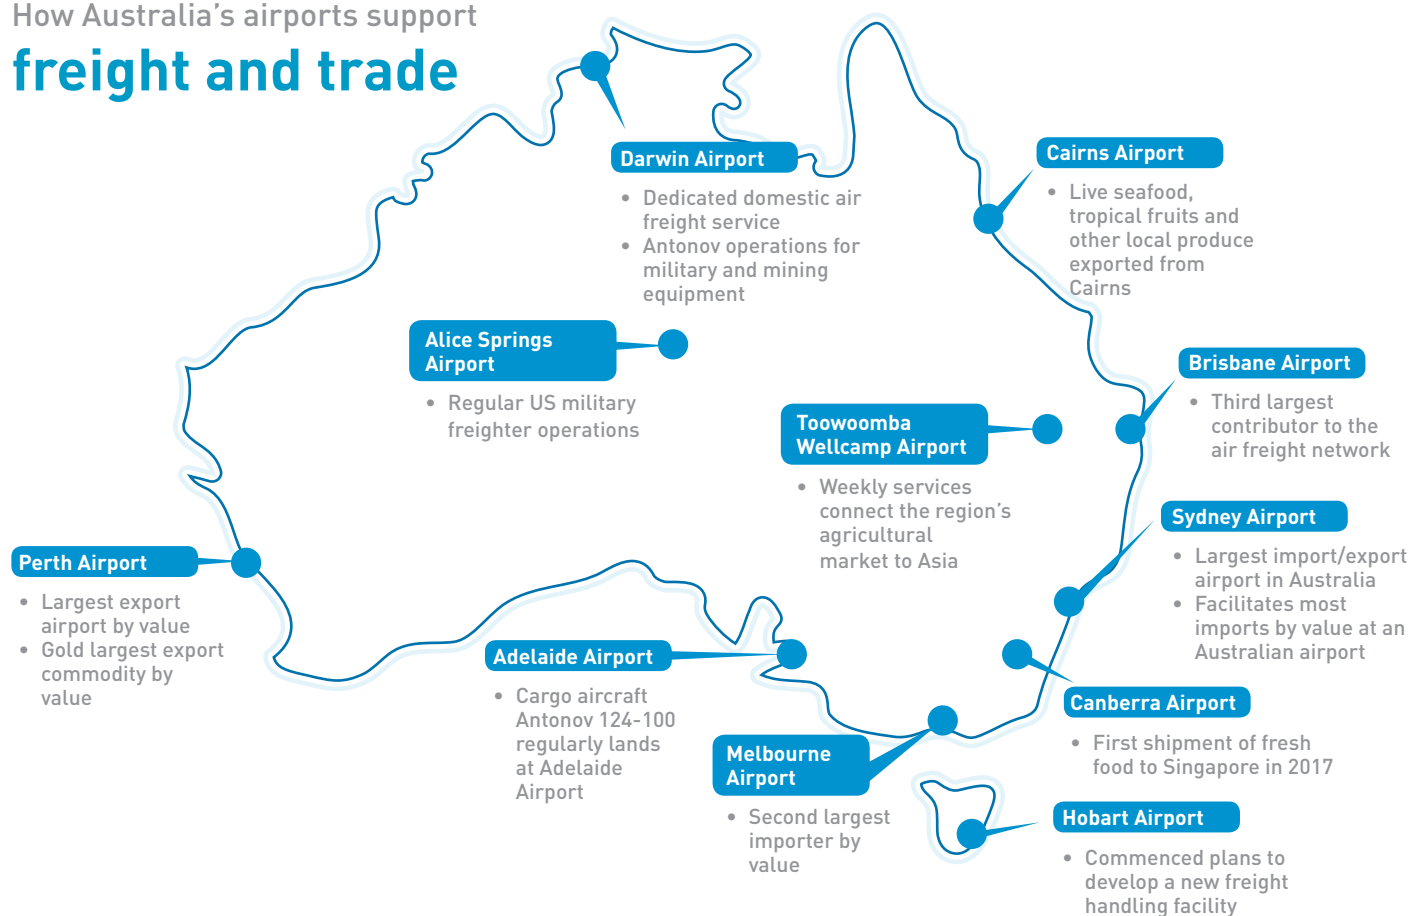 How Australia's airports support
freight and trade
Darwin Airport
• Dedicated domestic air
freight service
• Antonov operations for
military and mining
equipment
Cairns Airport
• Live seafood,
tropical fruits and
other local produce
exported from
Cairns
Alice Springs
Airport
• Regular US military
freighter operations
Brisbane Airport
• Third largest
contributor to the
air freight network
Toowoomba
Wellcamp Airport
• Weekly services
connect the region's
agricultural
market to Asia
Sydney Airport
• Largest import/export
airport in Australia
• Facilitates most
imports by value at an
Australian airport
Perth Airport
• Largest export
airport by value
• Gold largest export
commodity by
value
Adelaide Airport
• Cargo aircraft
Antonov 124-100
regularly lands
at Adelaide
Airport
Canberra Airport
• First shipment of fresh
food to Singapore in 2017
Melbourne
Airport
• Second largest
importer by
value
Hobart Airport
• Commenced plans to
develop a new freight
handling facility